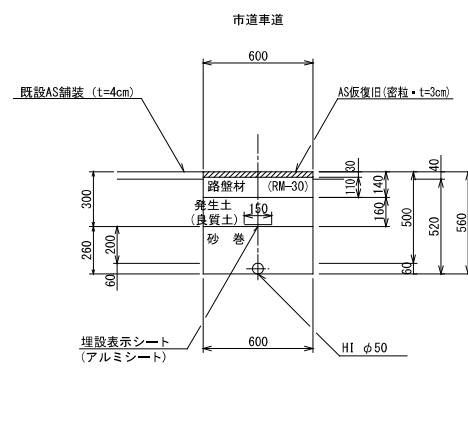 市道車道
600
既設AS舗装（t=4cm）
AS仮復旧(密粒・t=3cm)
30
40
路盤材　(RM-30)
110
140
発生土
(良質土)
150
160
300
500
520
560
砂　巻
200
260
60
60
埋設表示シート
(アルミシート)
600
HI φ50